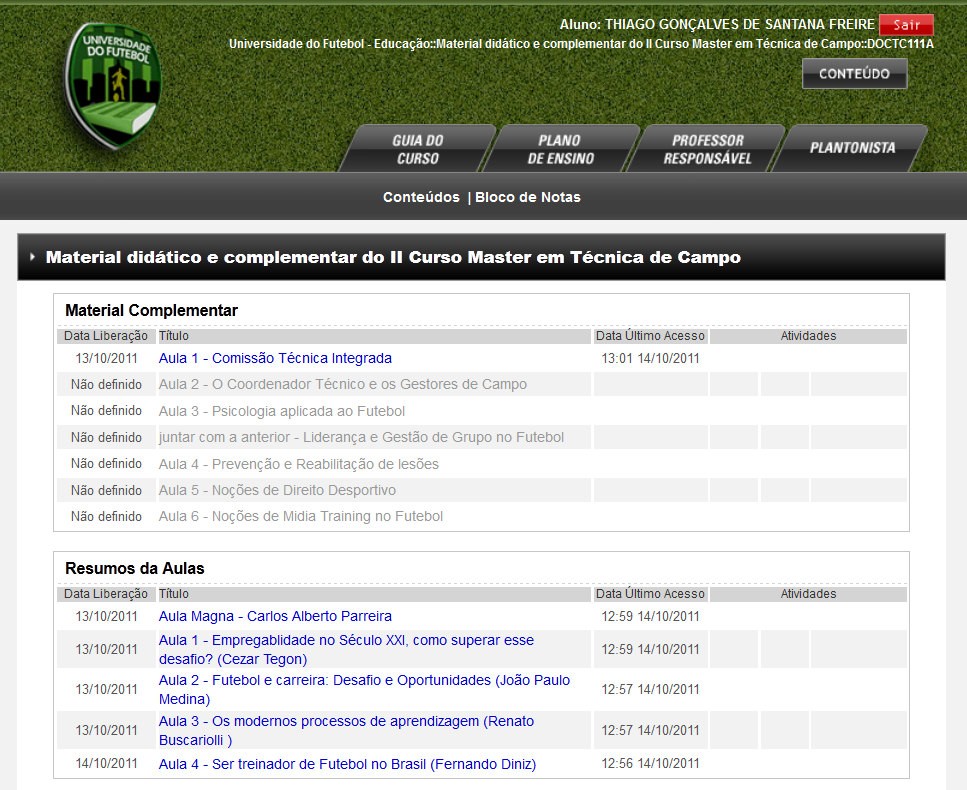 UNIVERSIDADE
DO FUTEBOL
Aluno: THIAGO GONÇALVES DE SANTANA FREIRE
Sair
Universidade do Futebol - Educação::Material didático e complementar do II Curso Master em Técnica de Campo::DOCTC111A
CONTEÚDO
GUIA DO
CURSO
PLANO
DE ENSINO
PROFESSOR
RESPONSÁVEL
PLANTONISTA
Conteúdos | Bloco de Notas
Material didático e complementar do II Curso Master em Técnica de Campo
Material Complementar
Data Liberação Título Data Último Acesso Atividades
13/10/2011 Aula 1 - Comissão Técnica Integrada 13:01 14/10/2011
Não definido Aula 2 - O Coordenador Técnico e os Gestores de Campo
Não definido Aula 3 - Psicologia aplicada ao Futebol
Não definido juntar com a anterior - Liderança e Gestão de Grupo no Futebol
Não definido Aula 4 - Prevenção e Reabilitação de lesões
Não definido Aula 5 - Noções de Direito Desportivo
Não definido Aula 6 - Noções de Midia Training no Futebol
Resumos da Aulas
Data Liberação Título Data Último Acesso Atividades
13/10/2011 Aula Magna - Carlos Alberto Parreira 12:59 14/10/2011
13/10/2011 Aula 1 - Empregablidade no Século XXI, como superar esse
desafio? (Cezar Tegon) 12:59 14/10/2011
13/10/2011 Aula 2 - Futebol e carreira: Desafio e Oportunidades (João Paulo
Medina) 12:57 14/10/2011
13/10/2011 Aula 3 - Os modernos processos de aprendizagem (Renato
Buscariolli ) 12:57 14/10/2011
14/10/2011 Aula 4 - Ser treinador de Futebol no Brasil (Fernando Diniz) 12:56 14/10/2011